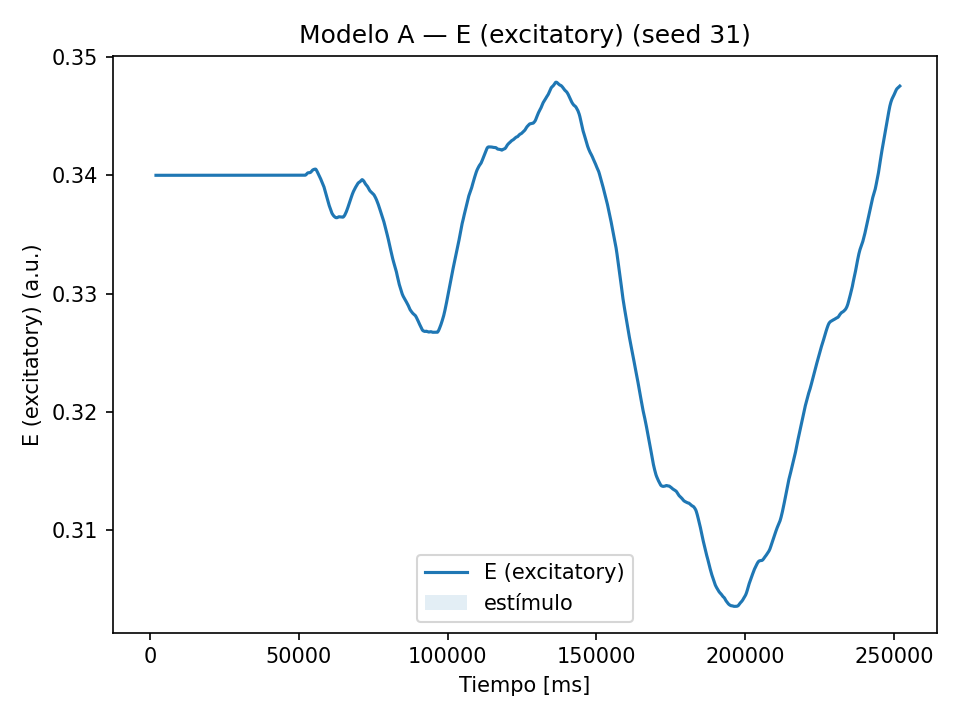 Modelo A — E (excitatory) (seed 31)
E (excitatory) (a.u.)
0.35
0.34
0.33
0.32
0.31
E (excitatory)
estímulo
0 50000 100000 150000 200000 250000
Tiempo [ms]